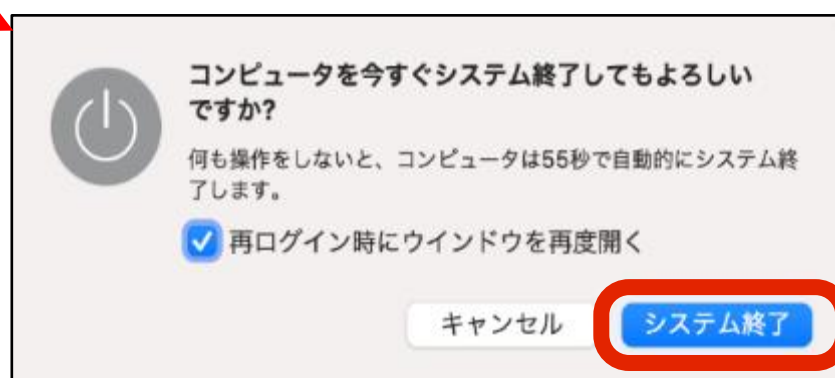 コンピュータを今すぐシステム終了してもよろしい
ですか?
何も操作をしないと、コンピュータは55秒で自動的にシステム終
了します。
再ログイン時にウインドウを再度開く
キャンセル
システム終了